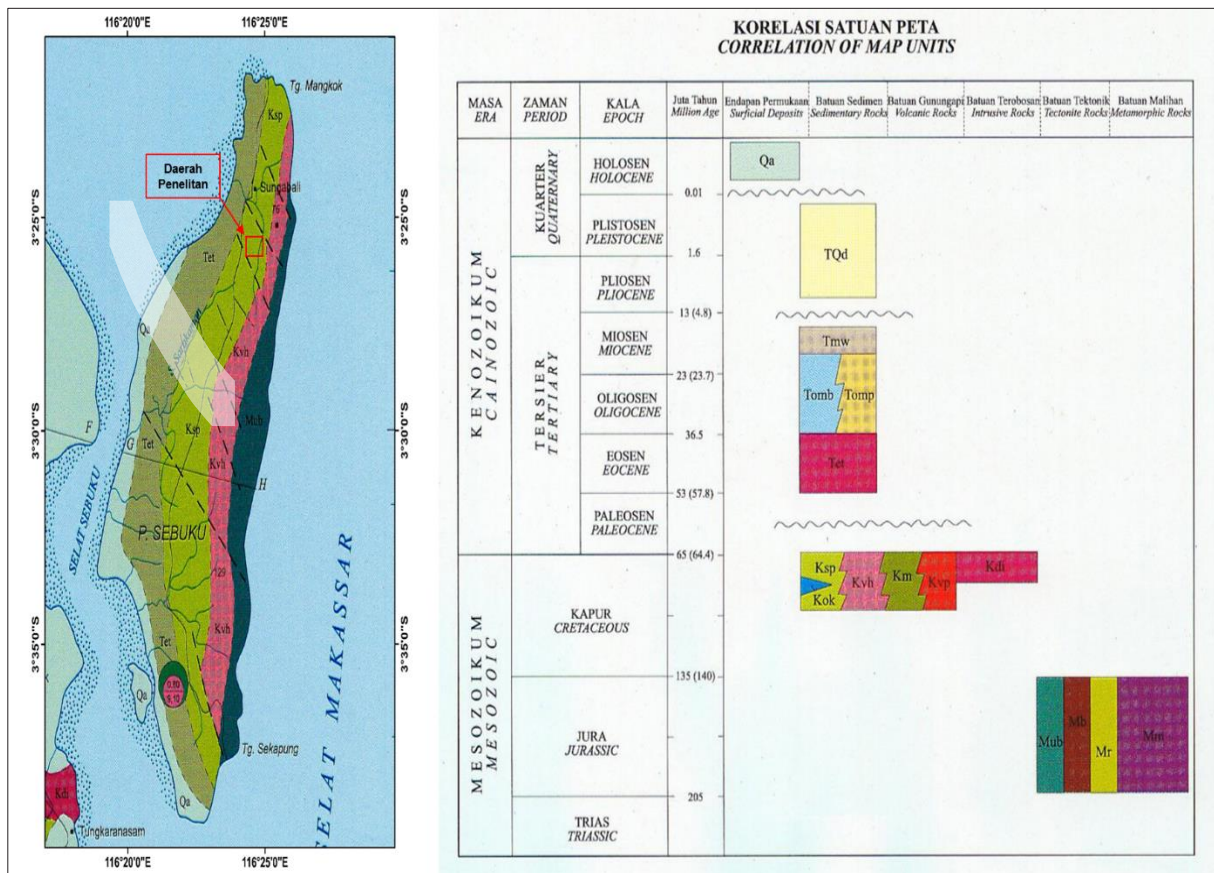 116°20'0"E
116°25'0"E
Tg. Mangkok
Ksp
Daerah
Penelitan
Sungabali
3°25'0"S
3°25'0"S
Tet
Qa
Kvh
Mub
Ksp
F
G
Tet
Kvh
H
3°30'0"S
3°30'0"S
SELAT SEBUKU
P. SEBUKU
129
SELAT MAKASSAR
Kvh
3°35'0"S
3°35'0"S
Tet
Qa
Tg. Sekapung
Qa
Kdi
Tungkaranasam
116°20'0"E
116°25'0"E
KORELASI SATUAN PETA
CORRELATION OF MAP UNITS
MASA
ERA
ZAMAN
PERIOD
KALA
EPOCH
Juta Tahun
Million Age
Endapan Permukaan
Surficial Deposits
Batuan Sedimen
Sedimentary Rocks
Batuan Gunungapi
Volcanic Rocks
Batuan Terobosan
Intrusive Rocks
Batuan Tektonik
Tectonite Rocks
Batuan Malihan
Metamorphic Rocks
KENOZOIKUM
CAINOZOIC
KUARTER
QUATERNARY
HOLOSEN
HOLOCENE
Qa
0.01
PLISTOSEN
PLEISTOCENE
TQd
1.6
TERSIER
TERTIARY
PLIOSEN
PLIOCENE
13 (4.8)
MIOSEN
MIOCENE
Tmw
23 (23.7)
OLIGOSEN
OLIGOCENE
Tomb
Tomp
36.5
EOSEN
EOCENE
Tet
53 (57.8)
PALEOSEN
PALEOCENE
65 (64.4)
MESOZOIKUM
MESOZOIC
KAPUR
CRETACEOUS
Ksp
Kok
Kvh
Km
Kvp
Kdi
135 (140)
JURA
JURASSIC
Mub
Mb
Mr
Mm
205
TRIAS
TRIASSIC